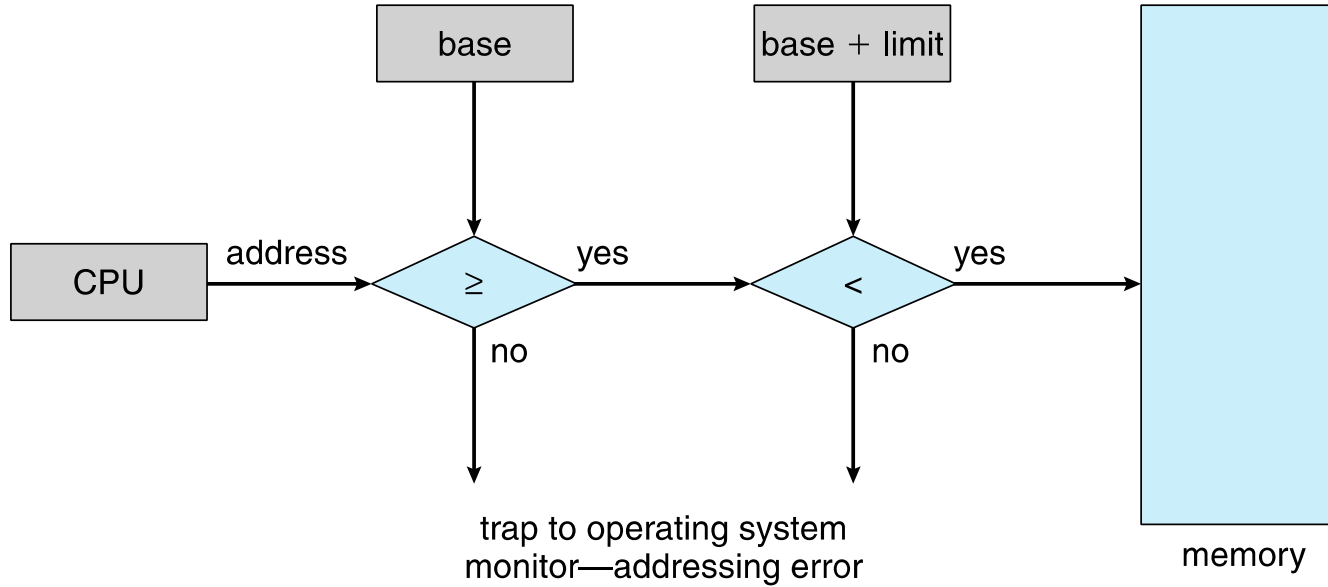 base
base + limit
address
yes
yes
CPU
≥
<
no
no
trap to operating system
monitor—addressing error
memory